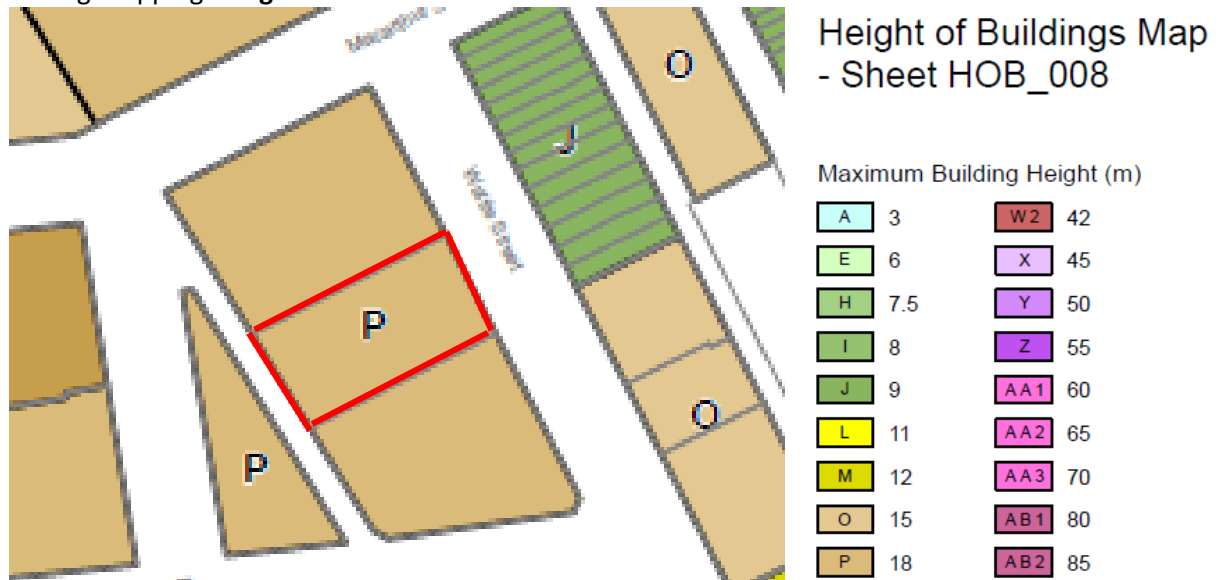 Height of Buildings Map
- Sheet HOB_008
Maximum Building Height (m)
A 3
E 6
H 7.5
I 8
J 9
L 11
M 12
O 15
P 18
W2 42
X 45
Y 50
Z 55
AA1 60
AA2 65
AA3 70
AB1 80
AB2 85
O
J
P
O
P
Street